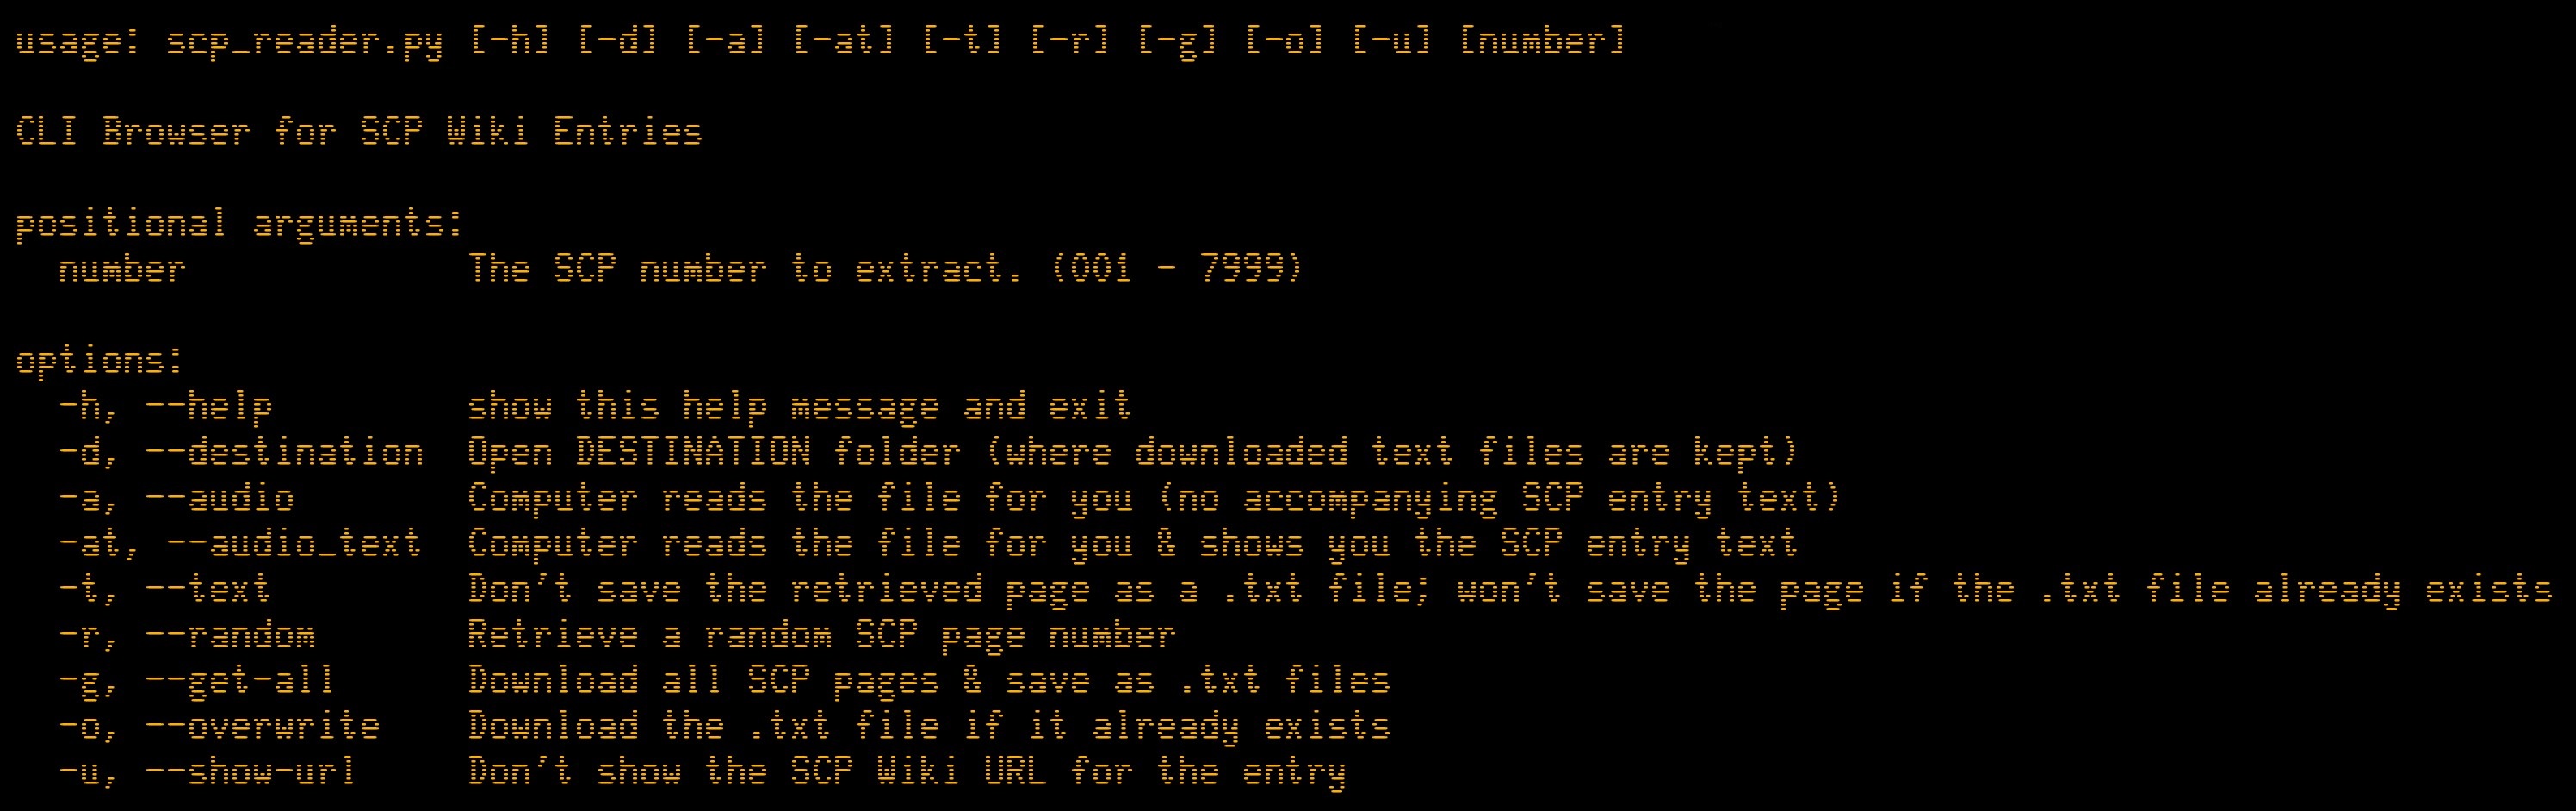 usage: scp_reader.py [-h] [-d] [-a] [-at] [-t] [-r] [-g] [-o] [-u] [number]
CLI Browser for SCP Wiki Entries
positional arguments:
number The SCP number to extract. (001 - 7999)
options:
-h, --help show this help message and exit
-d, --destination Open DESTINATION folder (where downloaded text files are kept)
-a, --audio Computer reads the file for you (no accompanying SCP entry text)
-at, --audio_text Computer reads the file for you & shows you the SCP entry text
-t, --text Don't save the retrieved page as a .txt file; won't save the page if the .txt file already exists
-r, --random Retrieve a random SCP page number
-g, --get-all Download all SCP pages & save as .txt files
-o, --overwrite Download the .txt file if it already exists
-u, --show-url Don't show the SCP Wiki URL for the entry